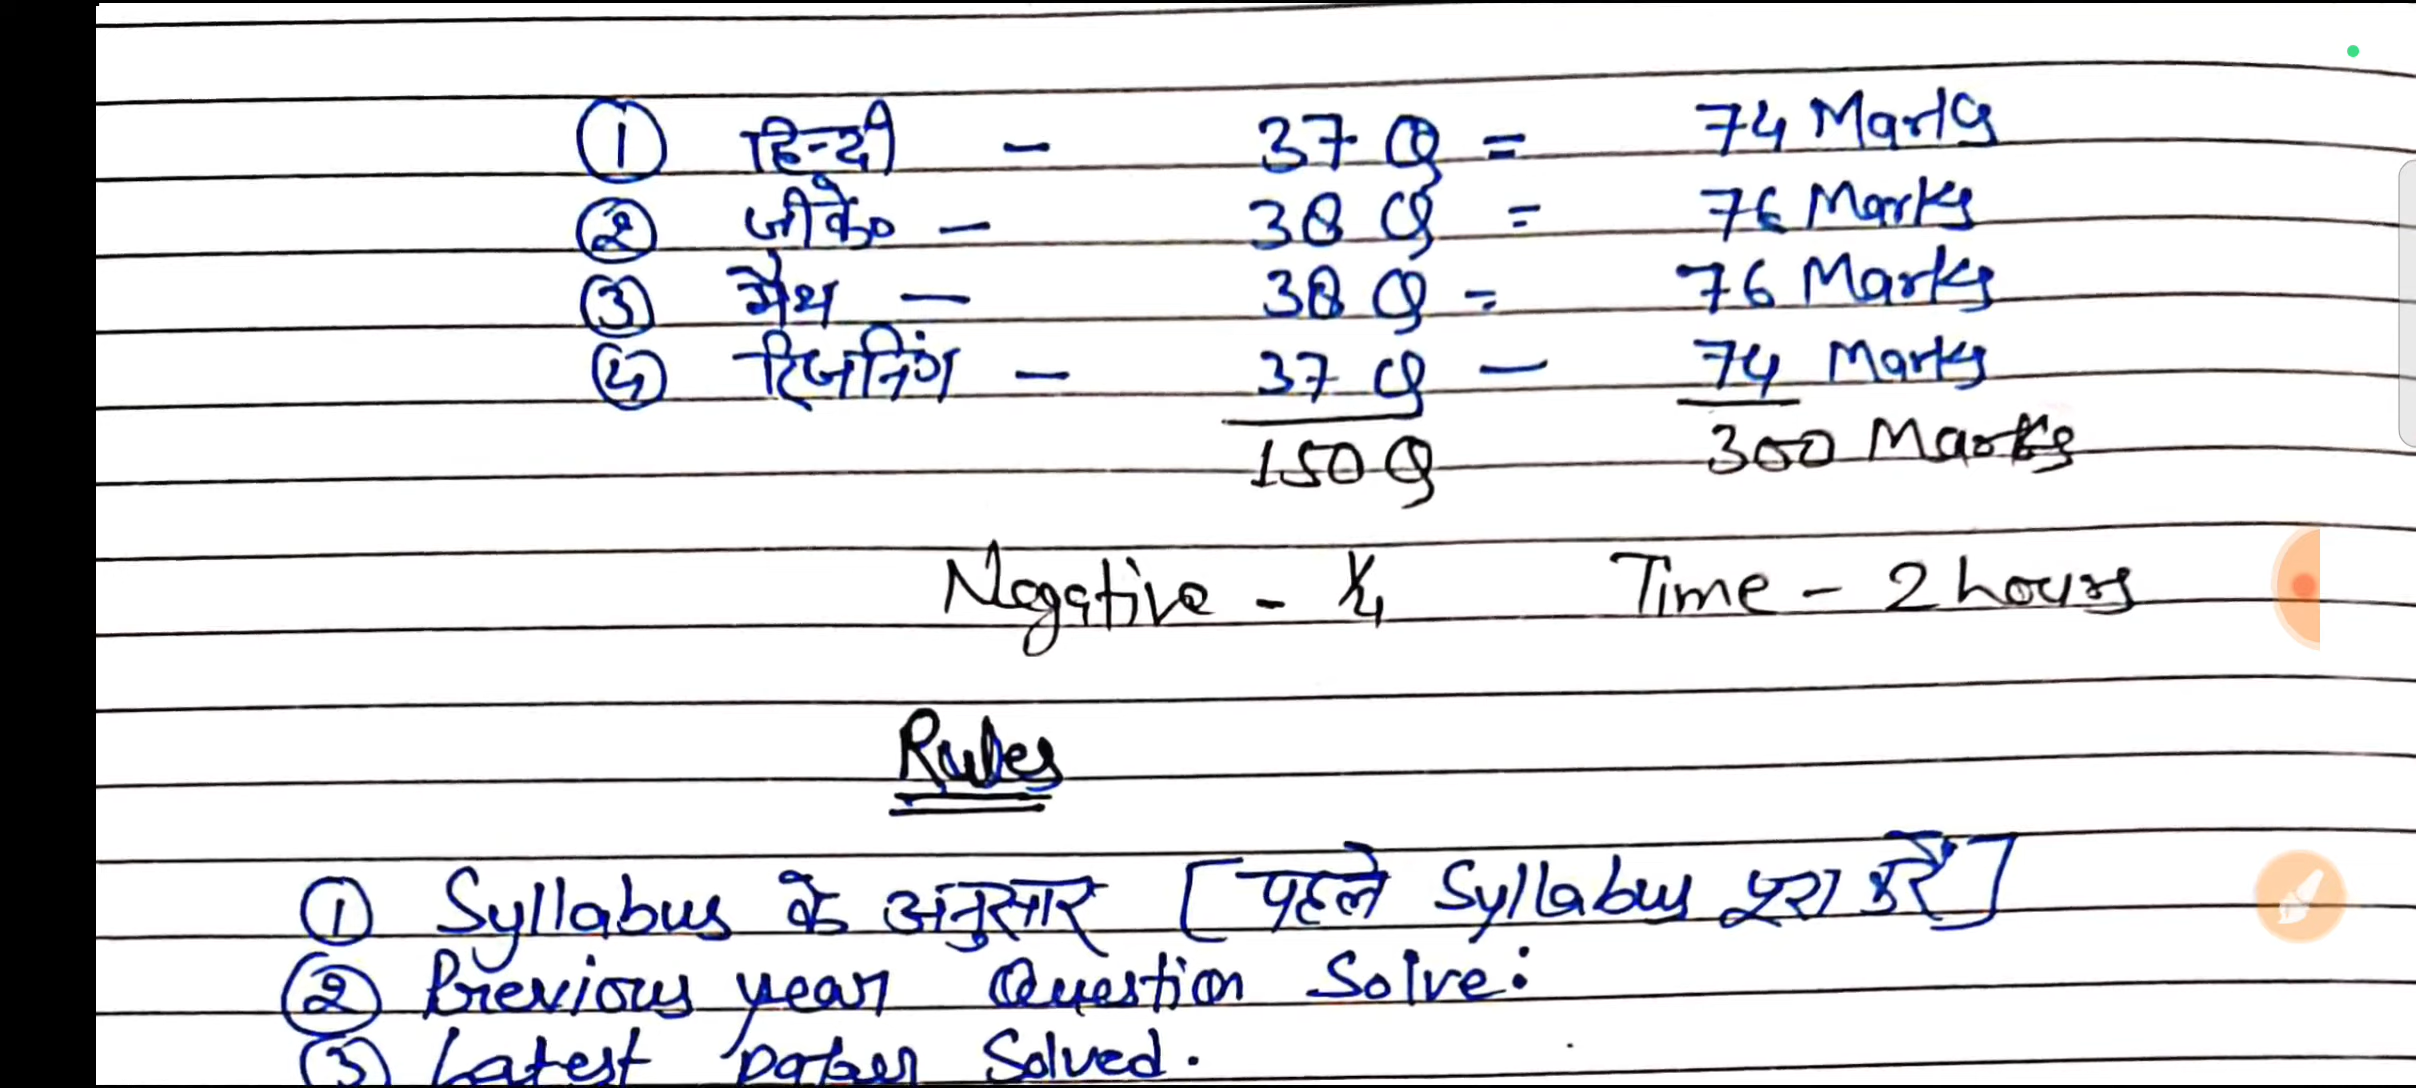 ① हिन्दी - 37 Q = 74 Marks
② जीके० - 38 Q = 76 Marks
③ मैथ - 38 Q = 76 Marks
④ रिजनिंग - 37 Q - 74 Marks
150 Q 300 Marks
Negative - 1/4 Time - 2 hours
Rules
① Syllabus के अनुसार [पहले Syllabus पूरा करें]
② Previous year Question Solve:
③ Latest Paper Solved.